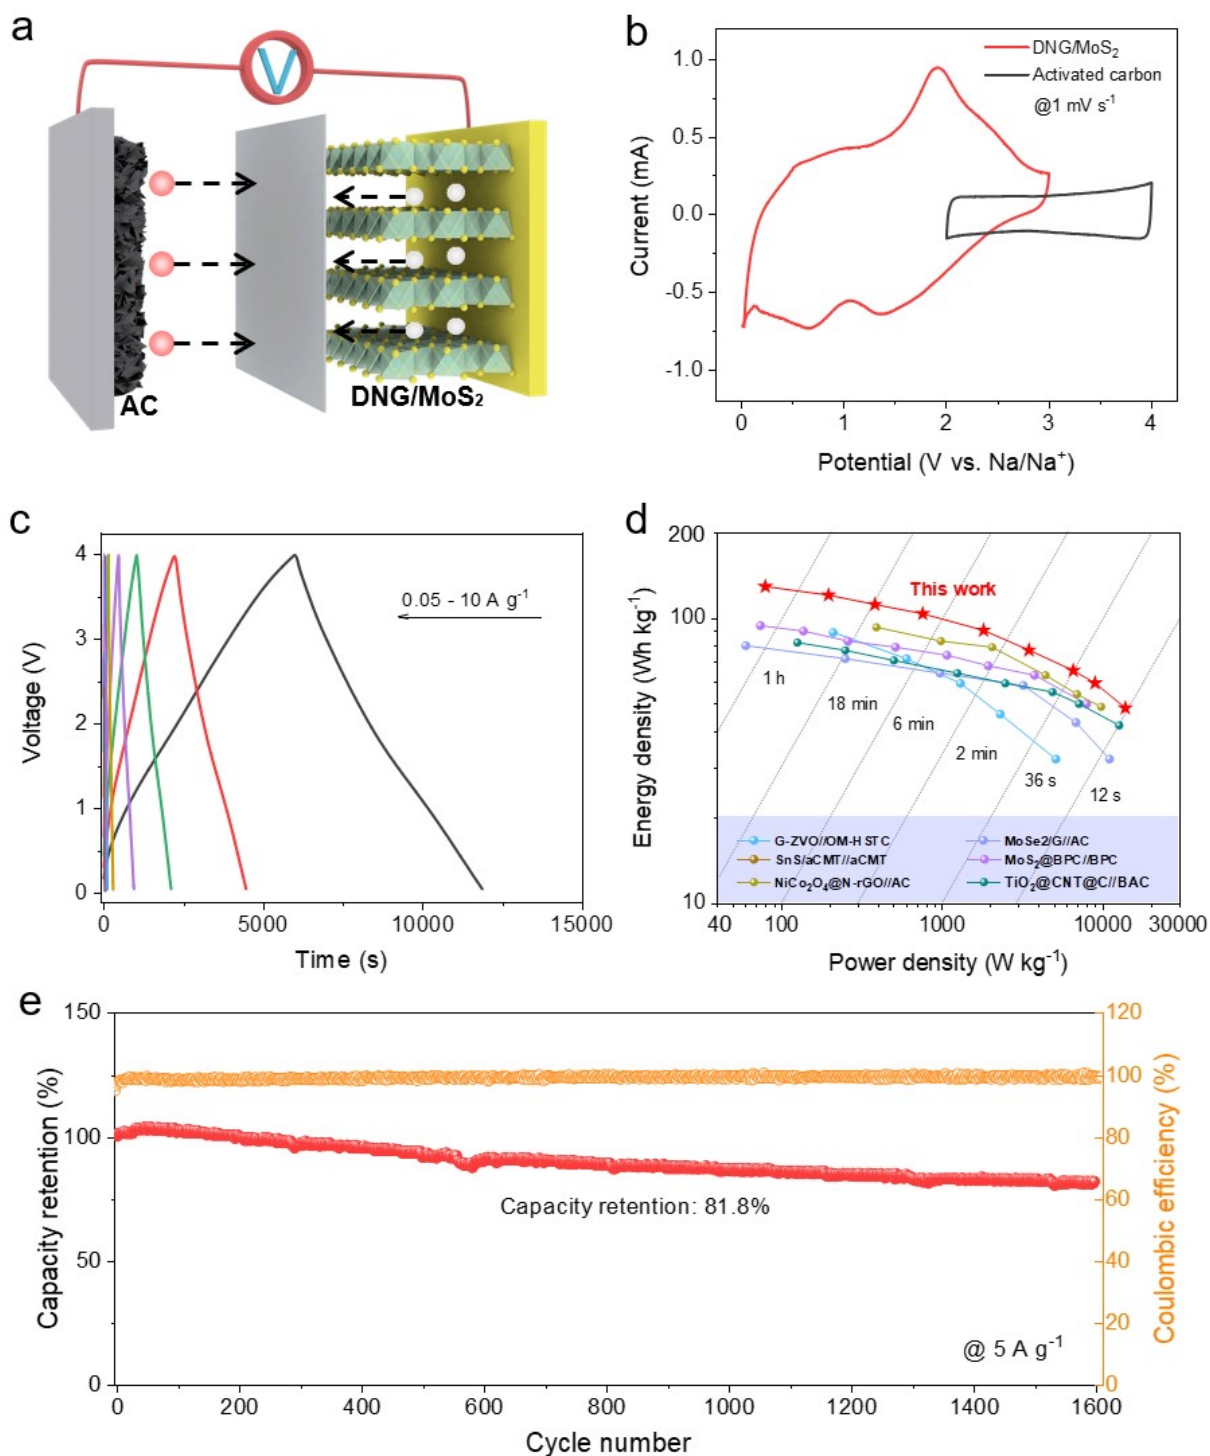 a
V
AC
DNG/MoS₂
b
DNG/MoS₂
Activated carbon
@1 mV s⁻¹
Current (mA)
1.0
0.5
0.0
-0.5
-1.0
0 1 2 3 4
Potential (V vs. Na/Na⁺)
c
Voltage (V)
4
3
2
1
0
0.05 - 10 A g⁻¹
0 5000 10000 15000
Time (s)
d
Energy density (Wh kg⁻¹)
200
100
10
This work
1 h
18 min
6 min
2 min
36 s
12 s
G-ZVO//OM-HSTC
SnS/aCMT//aCMT
NiCo₂O₄@N-rGO//AC
MoSe2/G//AC
MoS₂@BPC//BPC
TiO₂@CNT@C//BAC
40 100 1000 10000 30000
Power density (W kg⁻¹)
e
Capacity retention (%)
150
100
50
0
Capacity retention: 81.8%
@ 5 A g⁻¹
120
100
80
60
40
20
0
Coulombic efficiency (%)
0 200 400 600 800 1000 1200 1400 1600
Cycle number